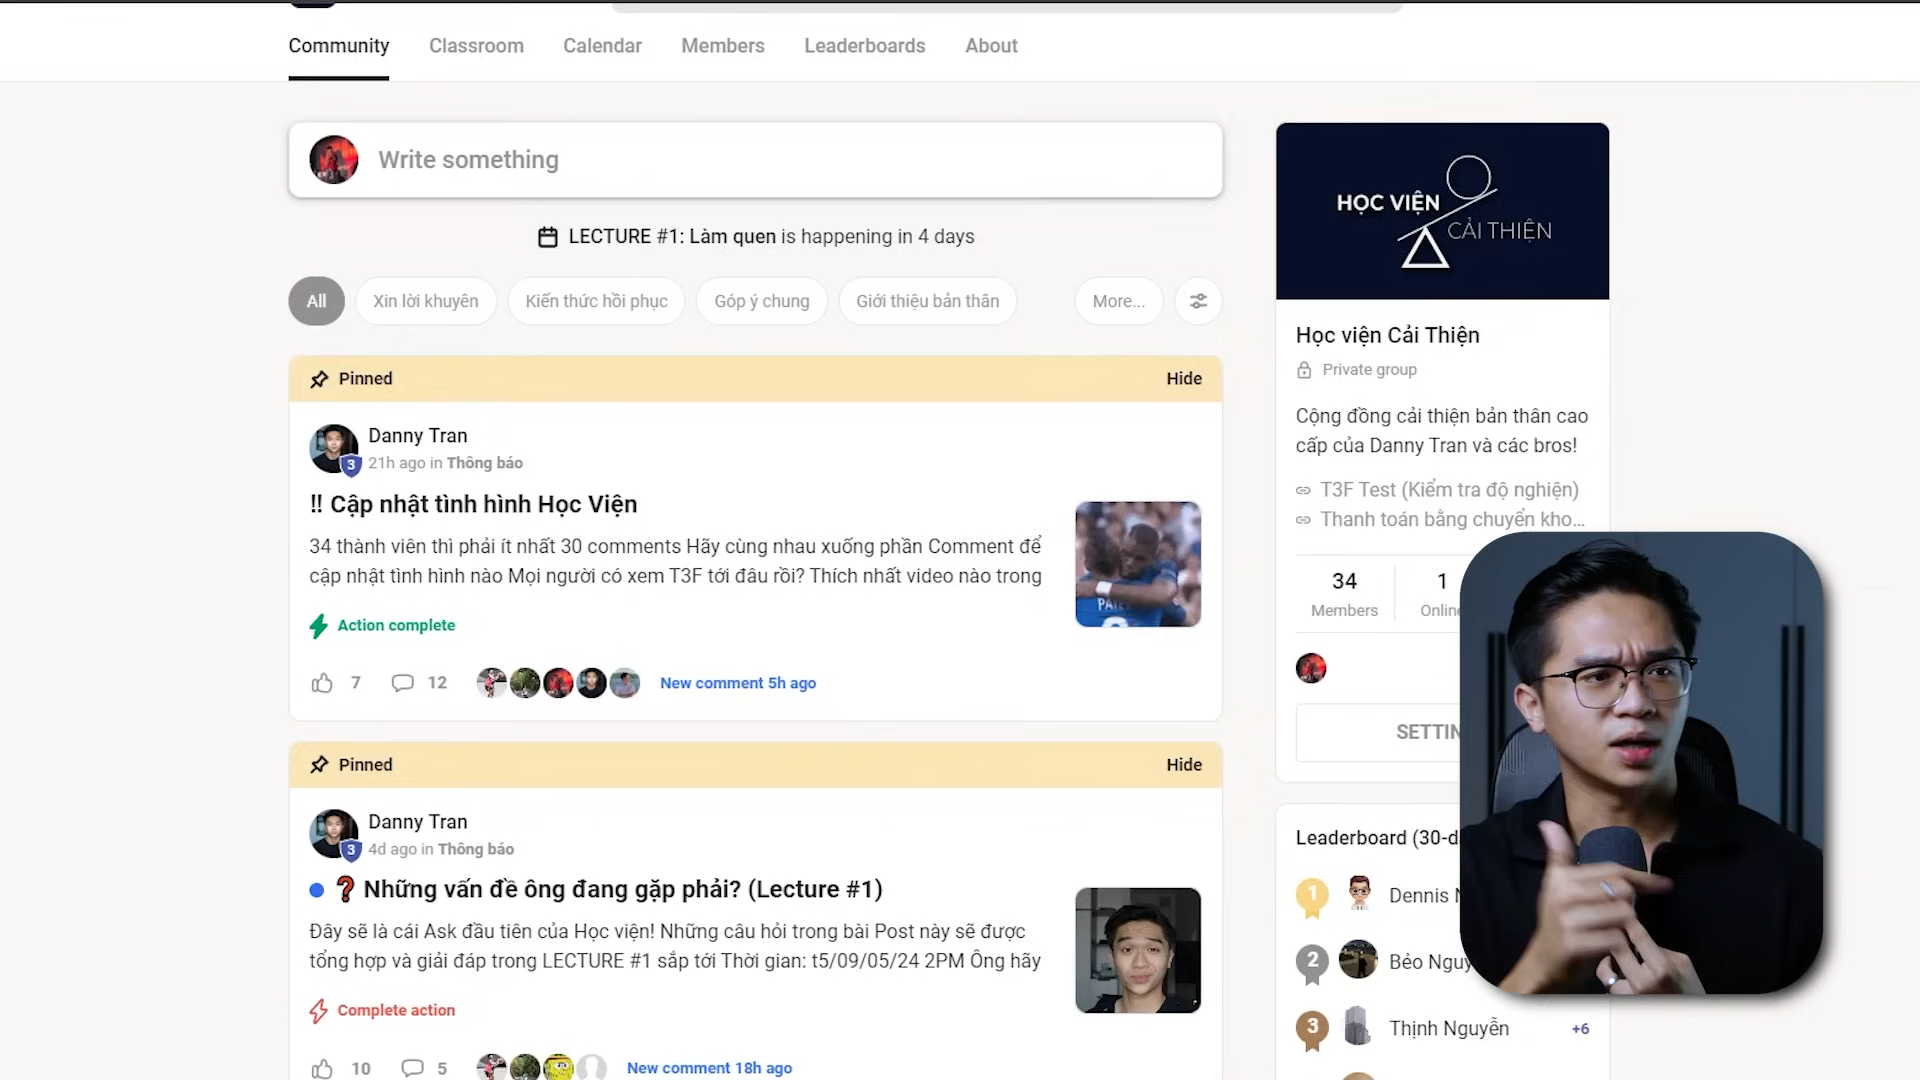 Community
Classroom
Calendar
Members
Leaderboards
About
Write something
LECTURE #1: Làm quen is happening in 4 days
All
Xin lời khuyên
Kiến thức hồi phục
Góp ý chung
Giới thiệu bản thân
More...
Pinned
Hide
Danny Tran
3
21h ago in Thông báo
‼ Cập nhật tình hình Học Viện
34 thành viên thì phải ít nhất 30 comments Hãy cùng nhau xuống phần Comment để
cập nhật tình hình nào Mọi người có xem T3F tới đâu rồi? Thích nhất video nào trong
Action complete
7
12
New comment 5h ago
Pinned
Hide
Danny Tran
3
4d ago in Thông báo
❓ Những vấn đề ông đang gặp phải? (Lecture #1)
Đây sẽ là cái Ask đầu tiên của Học viện! Những câu hỏi trong bài Post này sẽ được
tổng hợp và giải đáp trong LECTURE #1 sắp tới Thời gian: t5/09/05/24 2PM Ông hãy
Complete action
10
5
New comment 18h ago
HỌC VIỆN
CẢI THIỆN
Học viện Cải Thiện
Private group
Cộng đồng cải thiện bản thân cao
cấp của Danny Tran và các bros!
T3F Test (Kiểm tra độ nghiện)
Thanh toán bằng chuyển kho...
34
Members
1
Online
SETTIN
Leaderboard (30-d
1
Dennis
2
Bẻo Nguy
3
Thịnh Nguyễn
+6